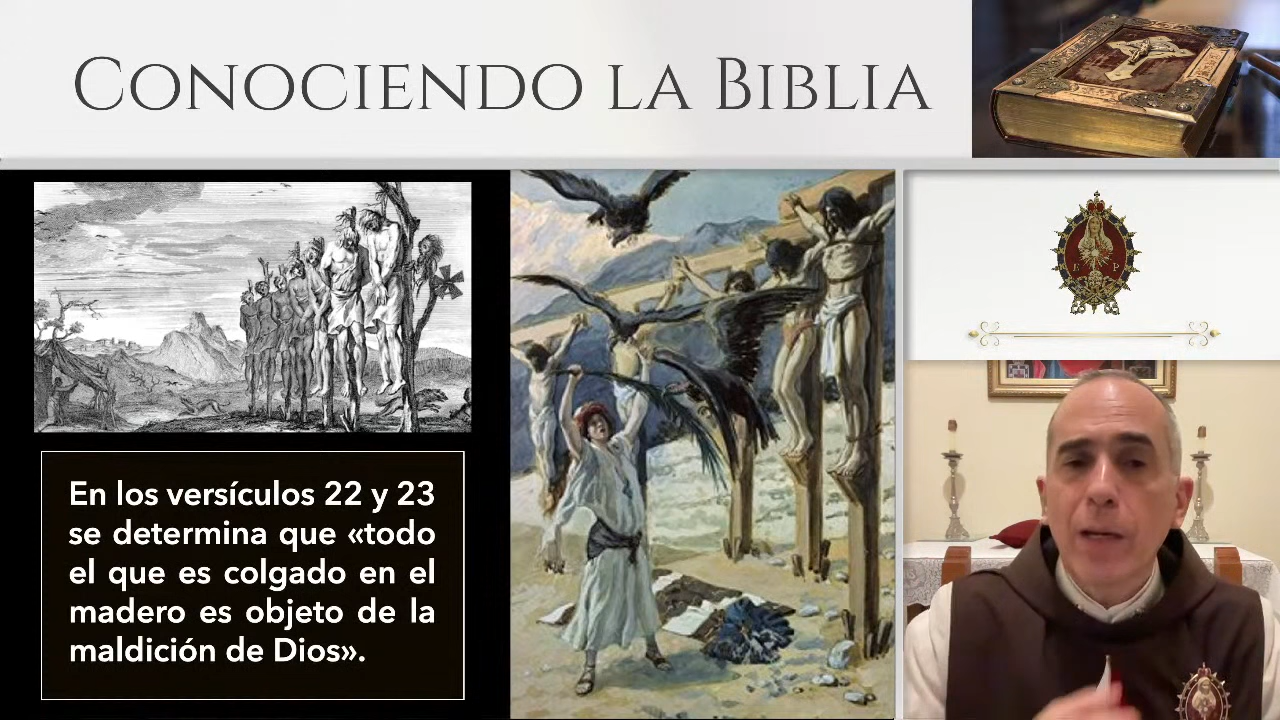 Conociendo la Biblia
En los versículos 22 y 23
se determina que «todo
el que es colgado en el
madero es objeto de la
maldición de Dios».
E P